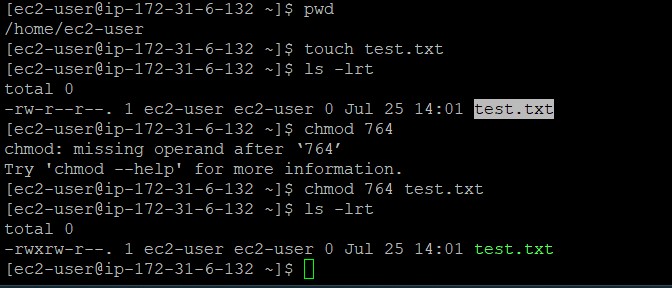 [ec2-user@ip-172-31-6-132 ~]$ pwd
/home/ec2-user
[ec2-user@ip-172-31-6-132 ~]$ touch test.txt
[ec2-user@ip-172-31-6-132 ~]$ ls -lrt
total 0
-rw-r--r--. 1 ec2-user ec2-user 0 Jul 25 14:01 test.txt
[ec2-user@ip-172-31-6-132 ~]$ chmod 764
chmod: missing operand after ‘764’
Try 'chmod --help' for more information.
[ec2-user@ip-172-31-6-132 ~]$ chmod 764 test.txt
[ec2-user@ip-172-31-6-132 ~]$ ls -lrt
total 0
-rwxrw-r--. 1 ec2-user ec2-user 0 Jul 25 14:01 test.txt
[ec2-user@ip-172-31-6-132 ~]$